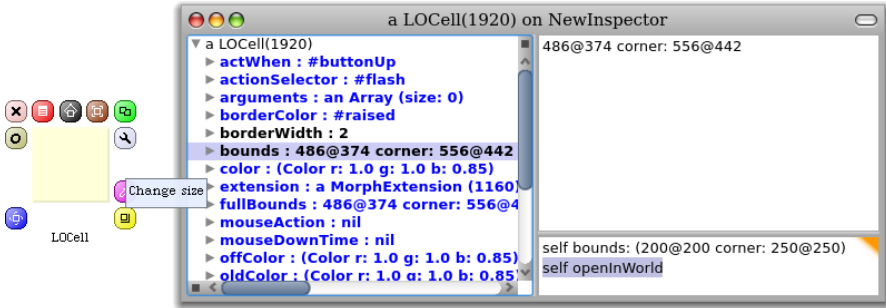 a LOCell(1920) on NewInspector
a LOCell(1920)
actWhen : #buttonUp
actionSelector : #flash
arguments : an Array (size: 0)
borderColor : #raised
borderWidth : 2
bounds : 486@374 corner: 556@442
color : (Color r: 1.0 g: 1.0 b: 0.85)
extension : a MorphExtension (1160)
fullBounds : 486@374 corner: 556@4
mouseAction : nil
mouseDownTime : nil
offColor : (Color r: 1.0 g: 1.0 b: 0.85)
oldColor : (Color r: 1.0 g: 1.0 b: 0.85)
486@374 corner: 556@442
self bounds: (200@200 corner: 250@250)
self openInWorld
Change size
LOCell